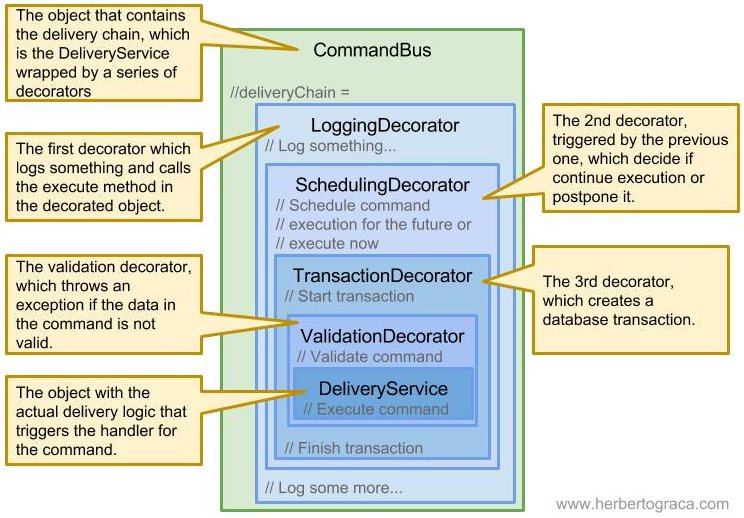 The object that contains
the delivery chain, which
is the DeliveryService
wrapped by a series of
decorators
CommandBus
//deliveryChain =
LoggingDecorator
// Log something...
The first decorator which
logs something and calls
the execute method in
the decorated object.
The 2nd decorator,
triggered by the previous
one, which decide if
continue execution or
postpone it.
SchedulingDecorator
// Schedule command
// execution for the future or
// execute now
The validation decorator,
which throws an
exception if the data in
the command is not
valid.
TransactionDecorator
// Start transaction
The 3rd decorator,
which creates a
database transaction.
ValidationDecorator
// Validate command
The object with the
actual delivery logic that
triggers the handler for
the command.
DeliveryService
// Execute command
// Finish transaction
// Log some more...
www.herbertograca.com